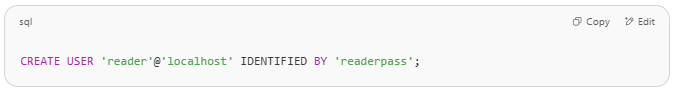 sql
Copy
Edit
CREATE USER 'reader'@'localhost' IDENTIFIED BY 'readerpass';